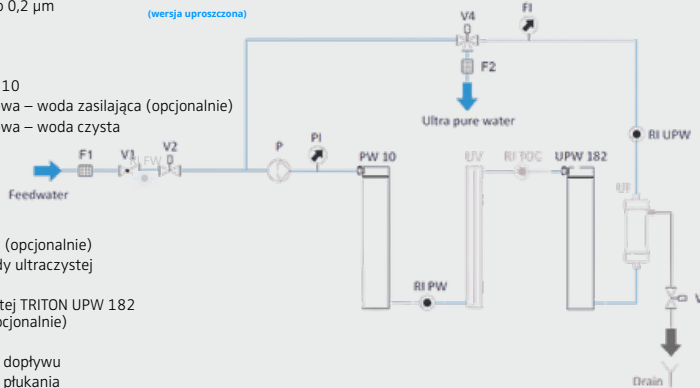 o 0,2 µm
(wersja uproszczona)
10
wa – woda zasilająca (opcjonalnie)
wa – woda czysta
V4
FI
F2
Ultra pure water
RI UPW
F1
V1
RI FW
V2
P
PI
PW 10
UV
RI TOC
UPW 182
UF
Feedwater
(opcjonalnie)
dy ultraczystej
RI PW
tej TRITON UPW 182
cjonalnie)
V
dopływu
płukania
Drain